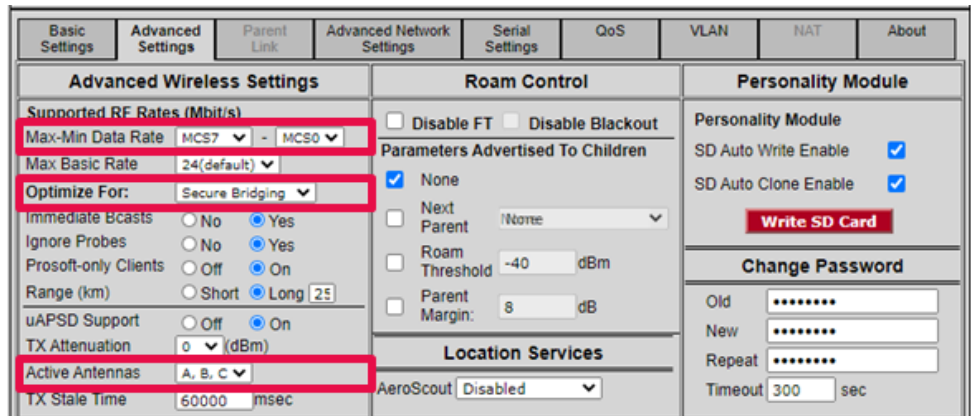 Basic Settings
Advanced Settings
Parent Link
Advanced Network Settings
Serial Settings
QoS
VLAN
NAT
About
Advanced Wireless Settings
Supported RF Rates (Mbit/s)
Max-Min Data Rate MCS7 - MCS0
Max Basic Rate 24(default)
Optimize For: Secure Bridging
Immediate Bcasts No Yes
Ignore Probes No Yes
Prosoft-only Clients Off On
Range (km) Short Long 25
uAPSD Support Off On
TX Attenuation 0 (dBm)
Active Antennas A, B, C
TX Stale Time 60000 msec
Roam Control
Disable FT Disable Blackout
Parameters Advertised To Children
None
Next Parent
Roam Threshold -40 dBm
Parent Margin: 8 dB
Location Services
AeroScout Disabled
Personality Module
Personality Module
SD Auto Write Enable
SD Auto Clone Enable
Write SD Card
Change Password
Old ••••••••
New ••••••••
Repeat ••••••••
Timeout 300 sec